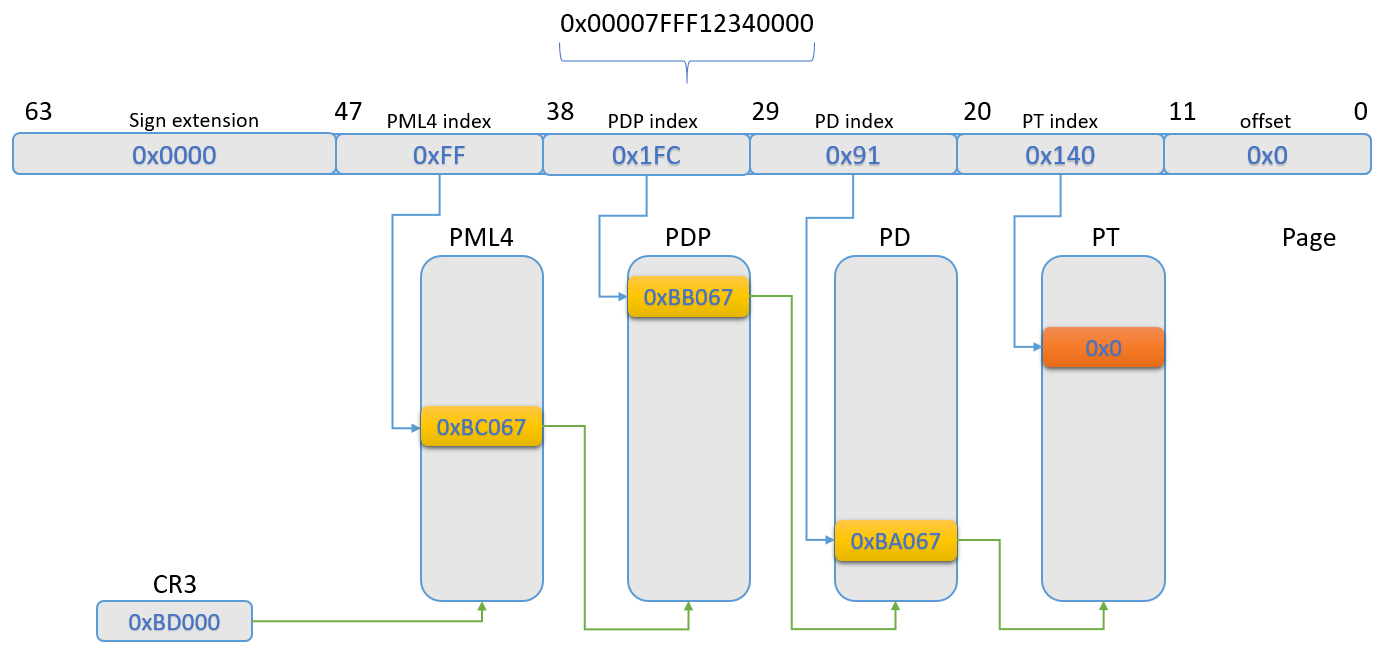 0x00007FFF12340000
63 Sign extension 47 PML4 index 38 PDP index 29 PD index 20 PT index 11 offset 0
0x0000 0xFF 0x1FC 0x91 0x140 0x0
PML4 PDP PD PT Page
0xBB067
0x0
0xBC067
0xBA067
CR3
0xBD000